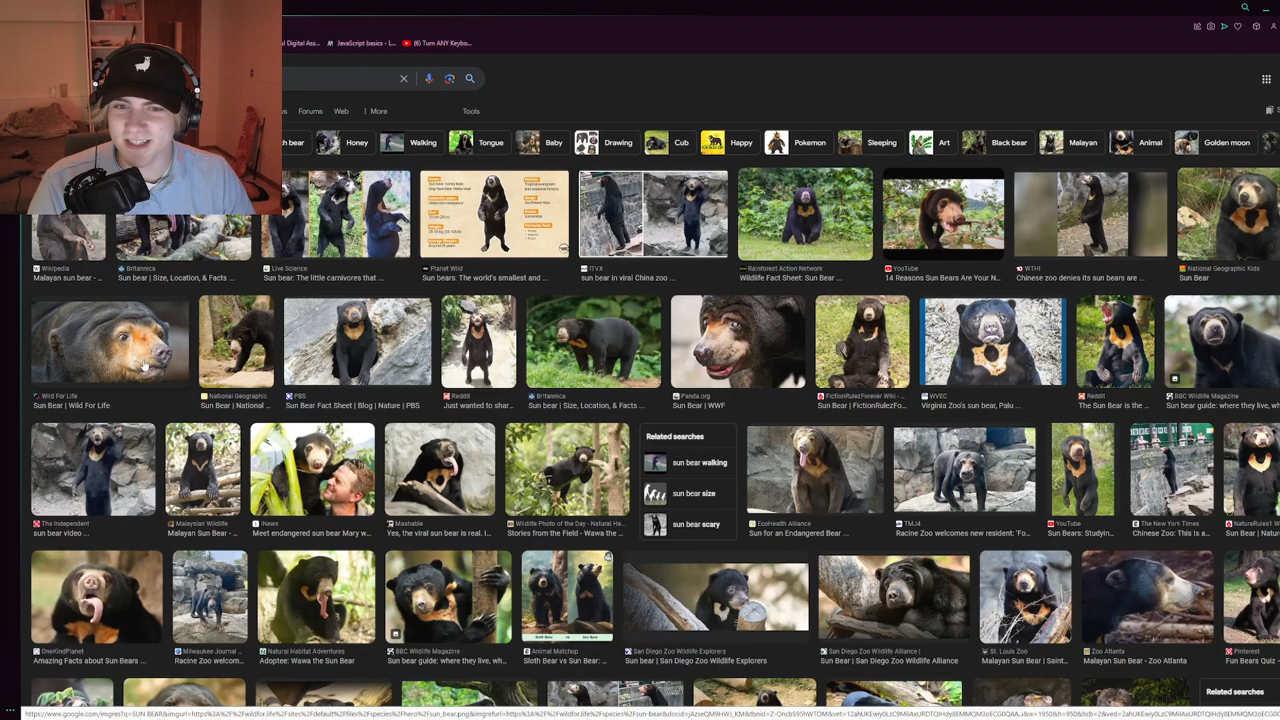 al Digital Ass...
JavaScript basics - L...
(6) Turn ANY Keybo...
Forums
Web
More
Tools
th bear
Honey
Walking
Tongue
Baby
Drawing
Cub
Happy
Pokemon
Sleeping
Art
Black bear
Malayan
Animal
Golden moon
Wikipedia
Malayan sun bear - ...
Britannica
Sun bear | Size, Location, & Facts ...
Live Science
Sun bear: The little carnivores that ...
Planet Wild
Sun bears: The world's smallest and ...
ITVX
sun bear in viral China zoo ...
Rainforest Action Network
Wildlife Fact Sheet: Sun Bear ...
YouTube
14 Reasons Sun Bears Are Your N...
WTHI
Chinese zoo denies its sun bears are ...
National Geographic Kids
Sun Bear
Wild For Life
Sun Bear | Wild For Life
National Geographic
Sun Bear | National ...
PBS
Sun Bear Fact Sheet | Blog | Nature | PBS
Reddit
Just wanted to shar...
Britannica
Sun bear | Size, Location, & Facts ...
Panda.org
Sun Bear | WWF
FictionRulezForever Wiki - ...
Sun Bear | FictionRulezFo...
WVEC
Virginia Zoo's sun bear, Palu ...
Reddit
The Sun Bear is the ...
BBC Wildlife Magazine
Sun bear guide: where they live, wh
The Independent
sun bear video ...
Malaysian Wildlife
Malayan Sun Bear - ...
iNews
Meet endangered sun bear Mary w...
Mashable
Yes, the viral sun bear is real. I...
Wildlife Photo of the Day - Natural Ha...
Stories from the Field - Wawa the ...
Related searches
sun bear walking
sun bear size
sun bear scary
EcoHealth Alliance
Sun for an Endangered Bear ...
TMJ4
Racine Zoo welcomes new resident: 'Fo...
YouTube
Sun Bears: Studyin...
The New York Times
Chinese Zoo: This Is a...
NatureRules1 W
Sun Bear | Natur
OneKindPlanet
Amazing Facts about Sun Bears ...
Milwaukee Journal ...
Racine Zoo welcom...
Natural Habitat Adventures
Adoptee: Wawa the Sun Bear
BBC Wildlife Magazine
Sun bear guide: where they live, wh...
Animal Matchup
Sloth Bear vs Sun Bear: ...
San Diego Zoo Wildlife Explorers
Sun bear | San Diego Zoo Wildlife Explorers
San Diego Zoo Wildlife Alliance |
Sun Bear | San Diego Zoo Wildlife Alliance
St. Louis Zoo
Malayan Sun Bear | Saint...
Zoo Atlanta
Malayan Sun Bear - Zoo Atlanta
Pinterest
Fun Bears Quiz -
Related searches